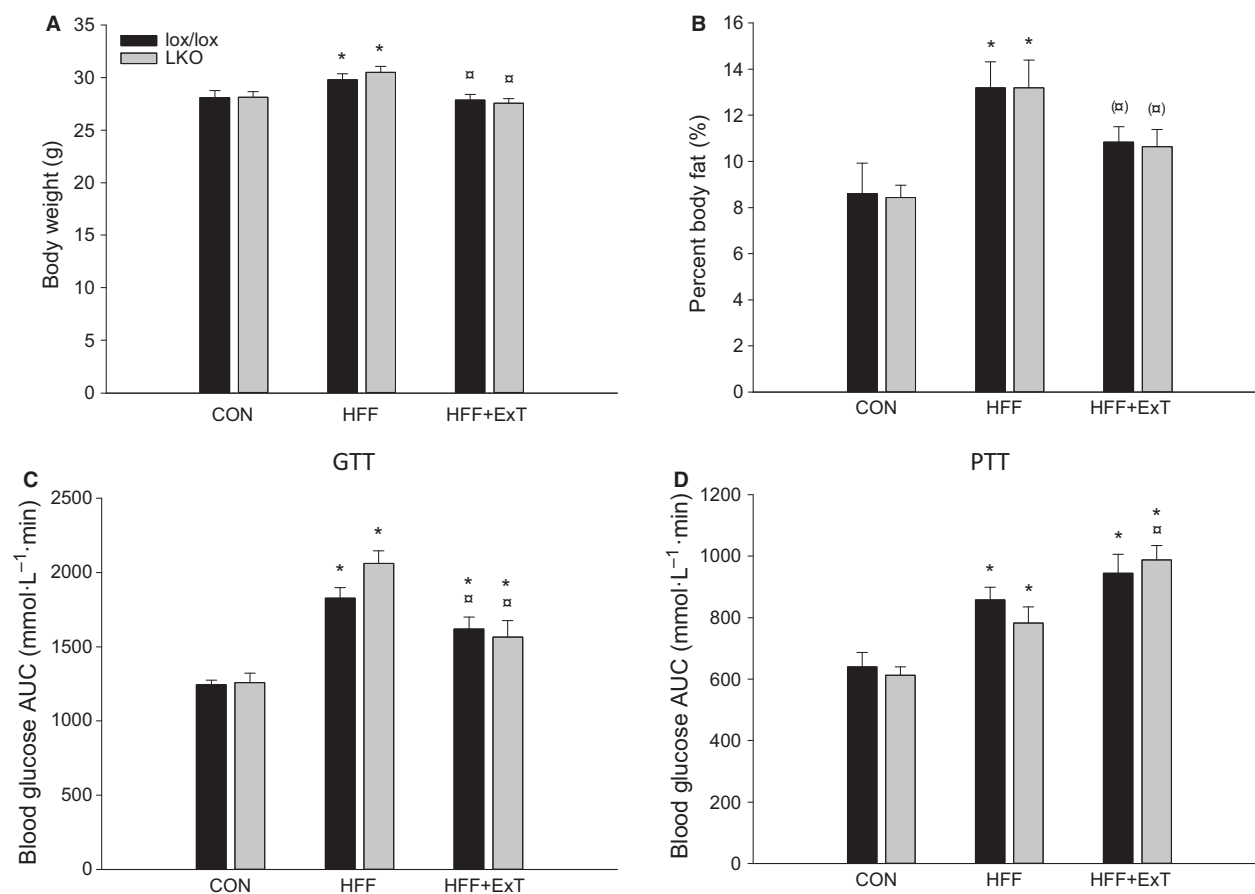 A
Body weight (g)
35
30
25
20
15
10
5
0
lox/lox
LKO
* *
¤ ¤
CON HFF HFF+ExT
B
Percent body fat (%)
16
14
12
10
8
6
4
2
0
* *
(¤) (¤)
CON HFF HFF+ExT
C
GTT
Blood glucose AUC (mmol·L⁻¹·min)
2500
2000
1500
1000
500
0
* *
* *
¤ ¤
CON HFF HFF+ExT
D
PTT
Blood glucose AUC (mmol·L⁻¹·min)
1200
1000
800
600
400
200
0
* *
* *
¤
CON HFF HFF+ExT